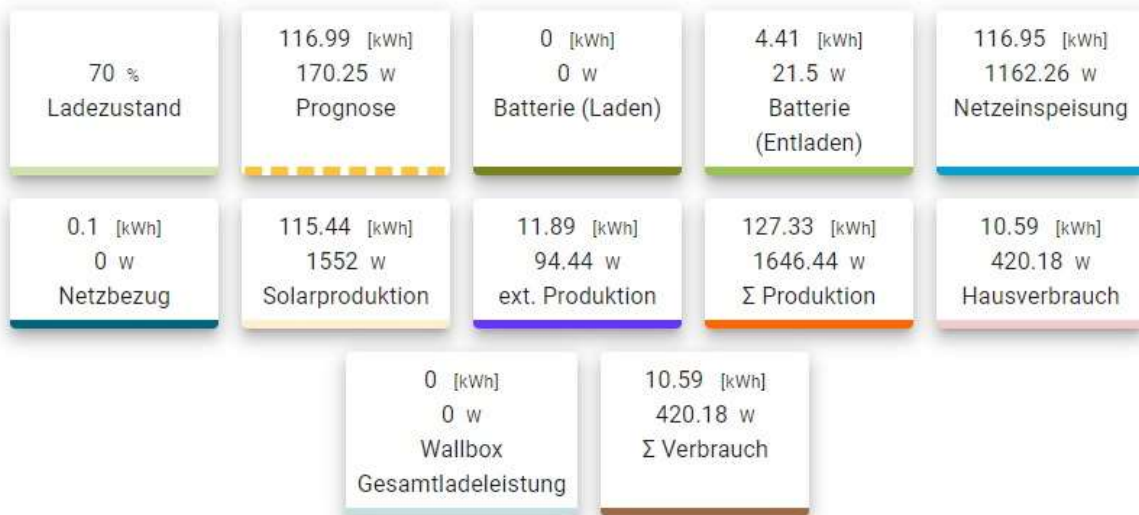 70 %
Ladezustand
116.99 [kWh]
170.25 W
Prognose
0 [kWh]
0 W
Batterie (Laden)
4.41 [kWh]
21.5 W
Batterie
(Entladen)
116.95 [kWh]
1162.26 W
Netzeinspeisung
0.1 [kWh]
0 W
Netzbezug
115.44 [kWh]
1552 W
Solarproduktion
11.89 [kWh]
94.44 W
ext. Produktion
127.33 [kWh]
1646.44 W
Σ Produktion
10.59 [kWh]
420.18 W
Hausverbrauch
0 [kWh]
0 W
Wallbox
Gesamtladeleistung
10.59 [kWh]
420.18 W
Σ Verbrauch